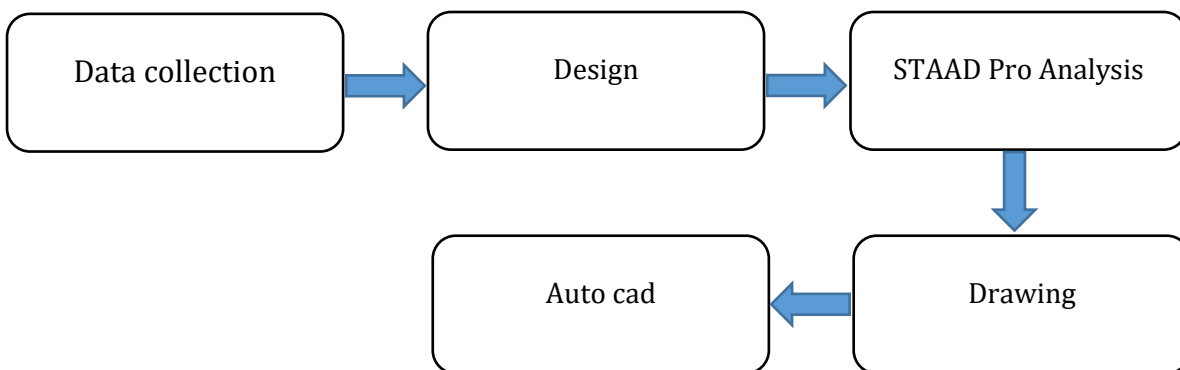 Data collection
Design
STAAD Pro Analysis
Drawing
Auto cad